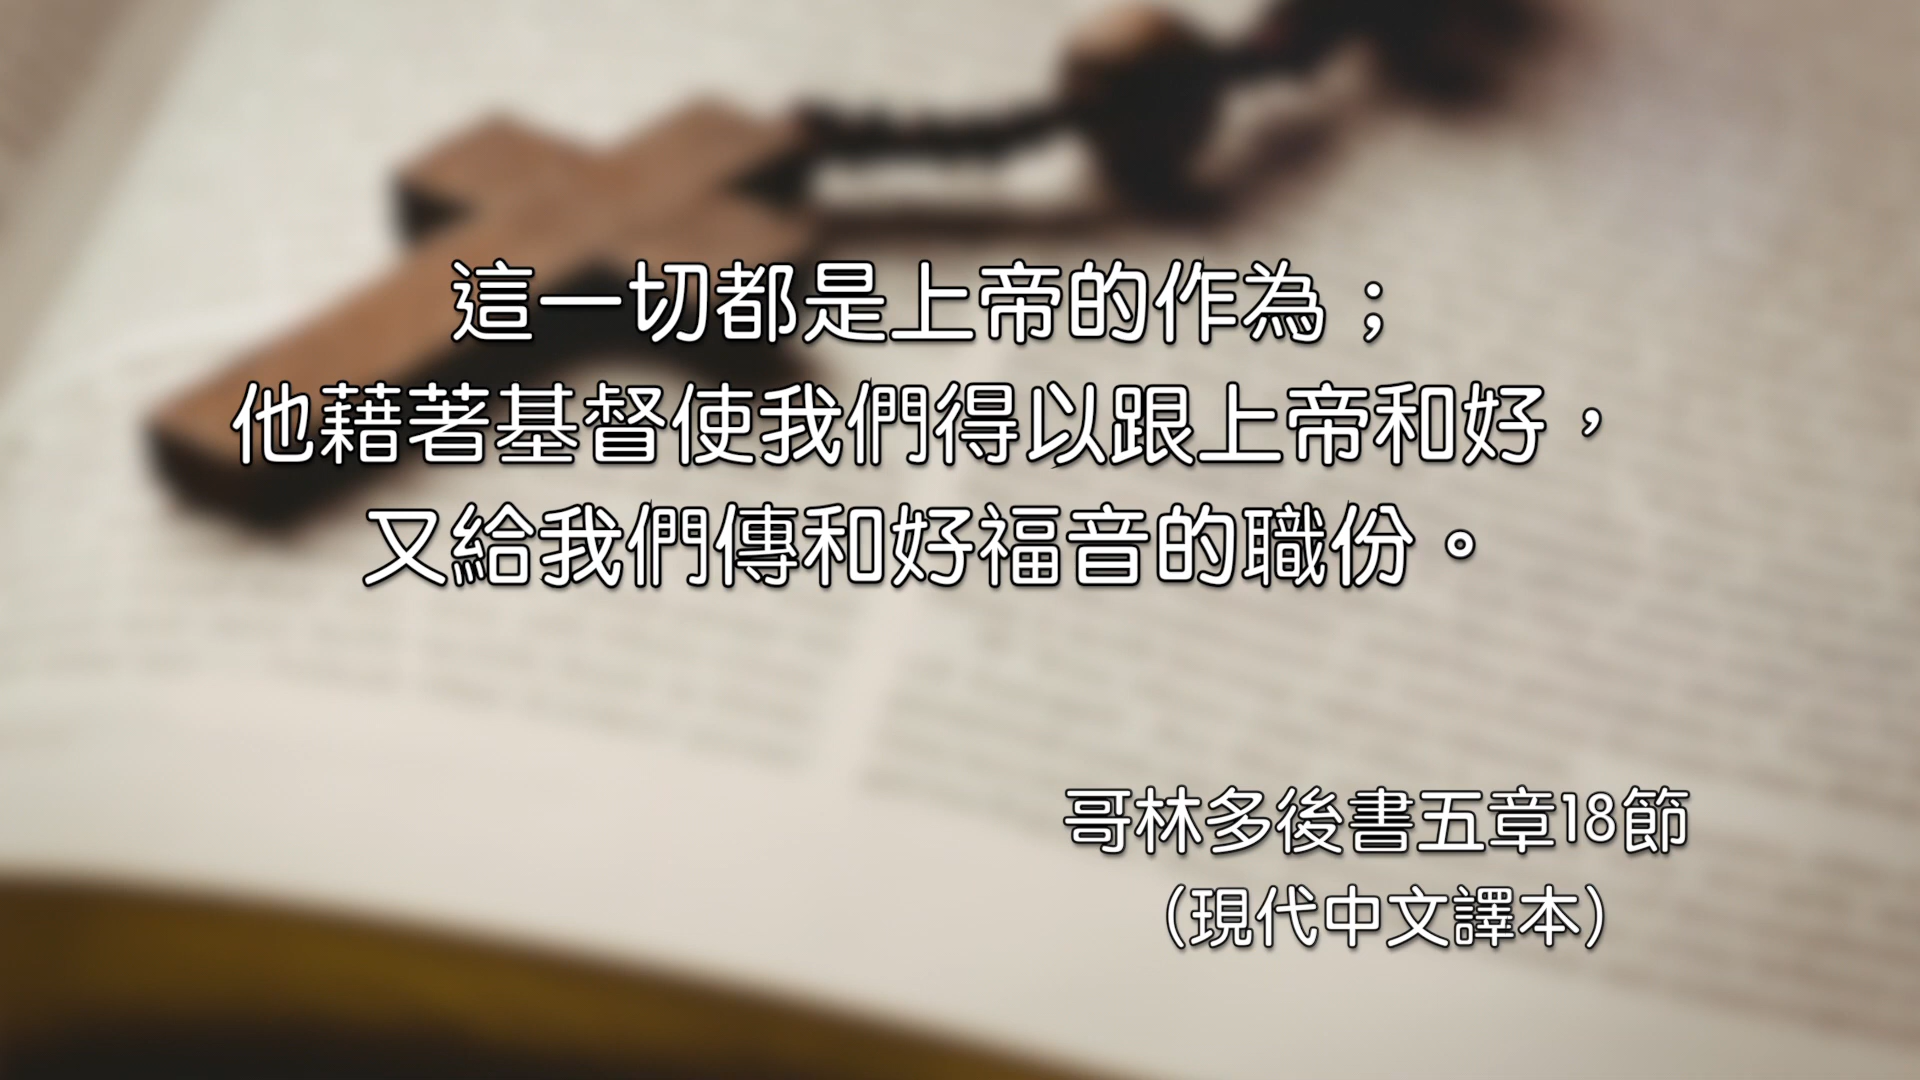 這一切都是上帝的作為；
他藉著基督使我們得以跟上帝和好，
又給我們傳和好福音的職份。
哥林多後書五章18節
（現代中文譯本）